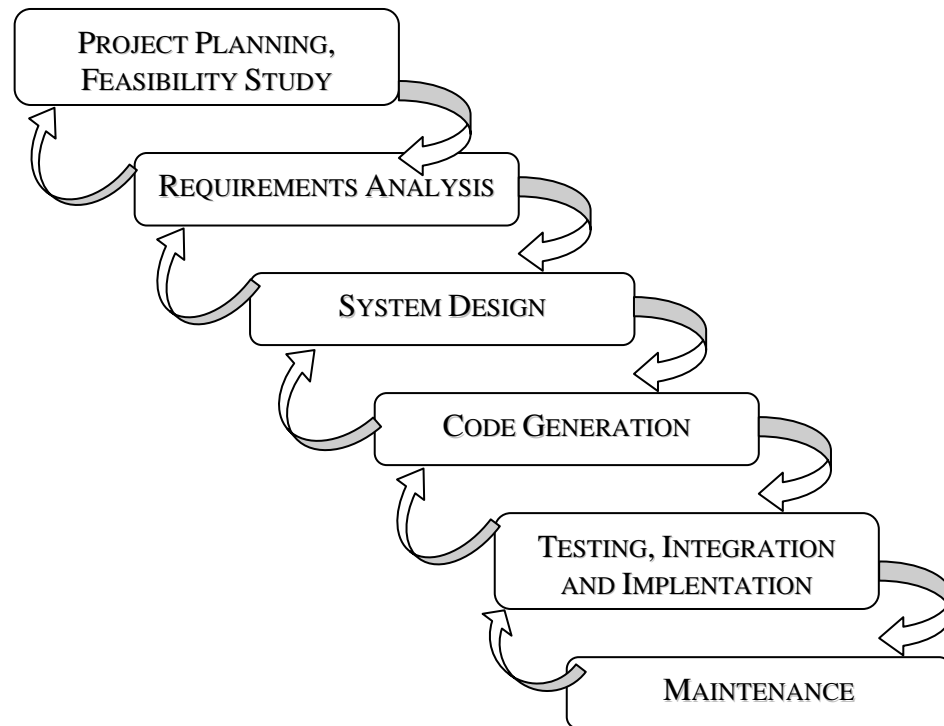 PROJECT PLANNING,
FEASIBILITY STUDY
REQUIREMENTS ANALYSIS
SYSTEM DESIGN
CODE GENERATION
TESTING, INTEGRATION
AND IMPLENTATION
MAINTENANCE